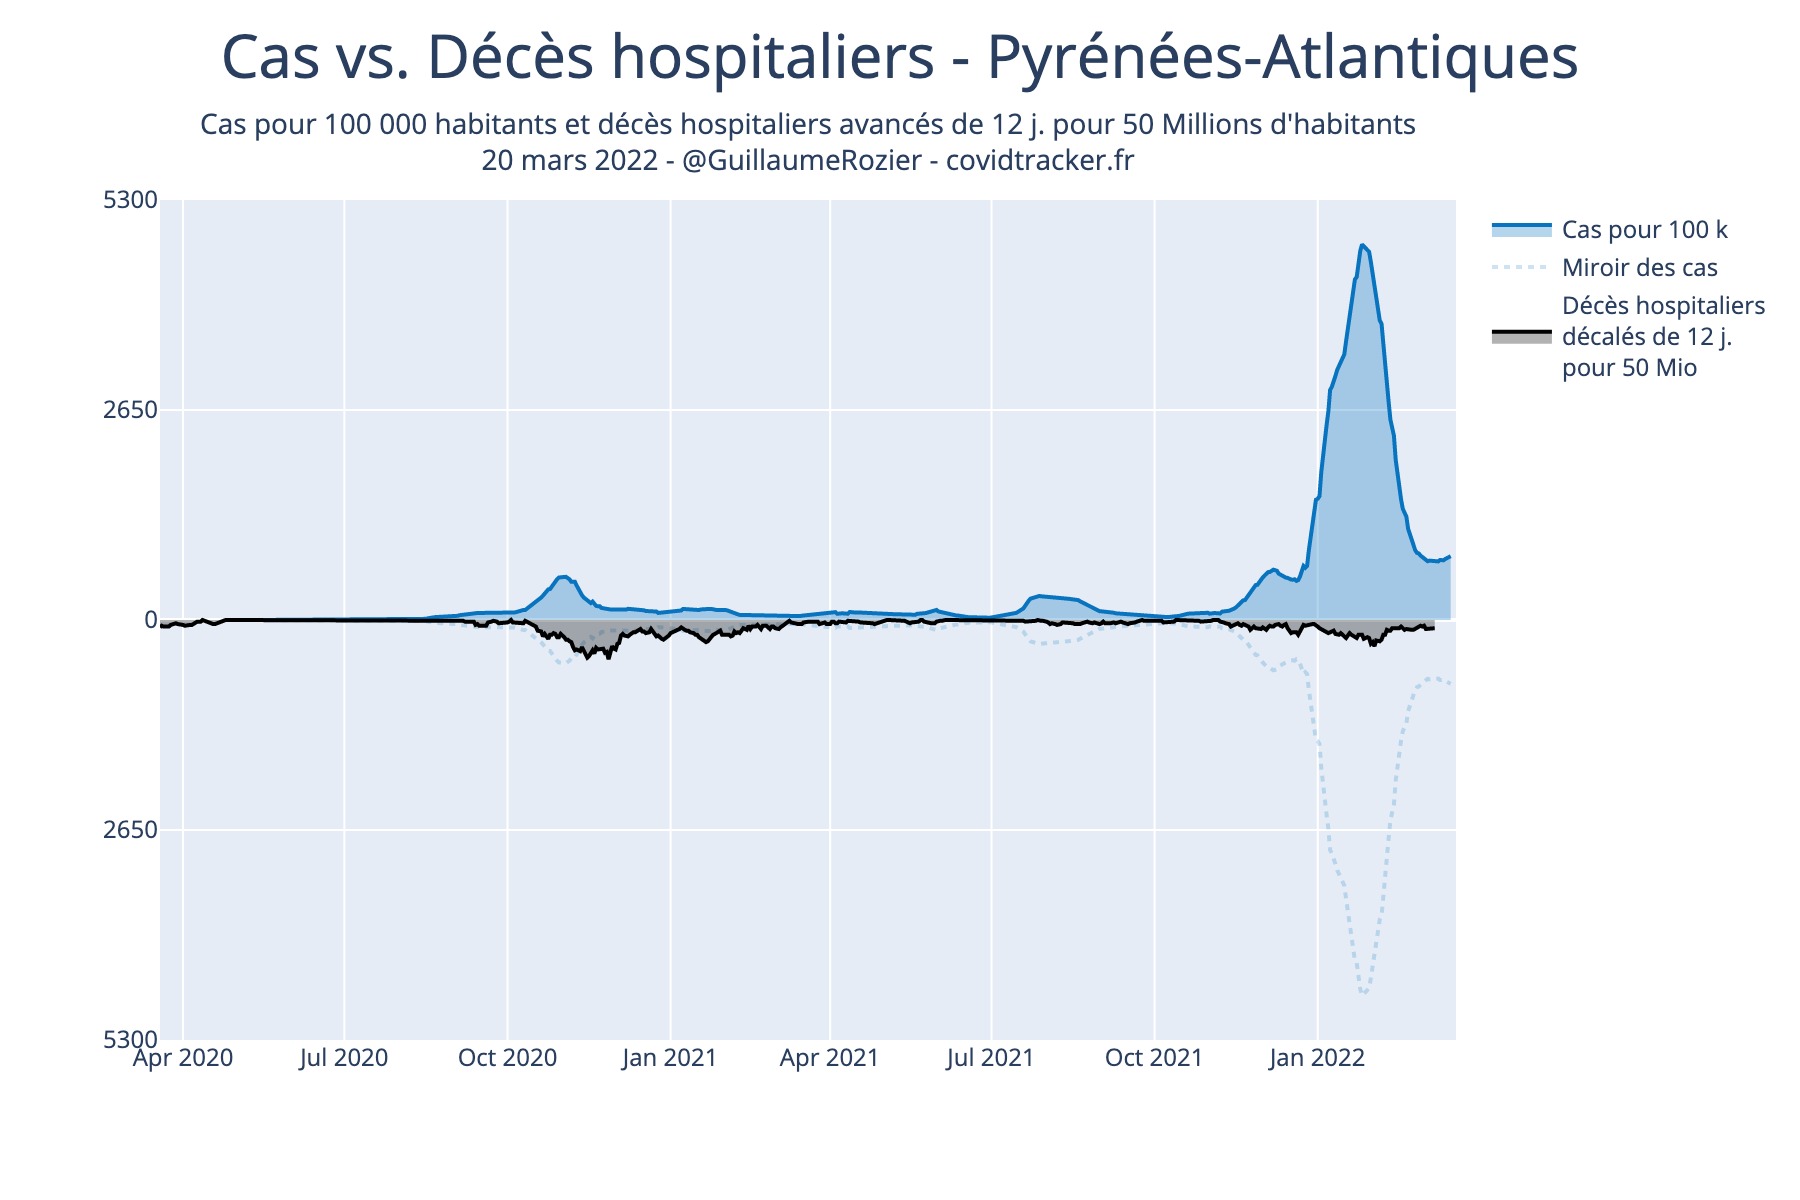 Cas vs. Décès hospitaliers - Pyrénées-Atlantiques
Cas pour 100 000 habitants et décès hospitaliers avancés de 12 j. pour 50 Millions d'habitants
20 mars 2022 - @GuillaumeRozier - covidtracker.fr
5300
2650
0
2650
5300
Apr 2020
Jul 2020
Oct 2020
Jan 2021
Apr 2021
Jul 2021
Oct 2021
Jan 2022
Cas pour 100 k
Miroir des cas
Décès hospitaliers
décalés de 12 j.
pour 50 Mio